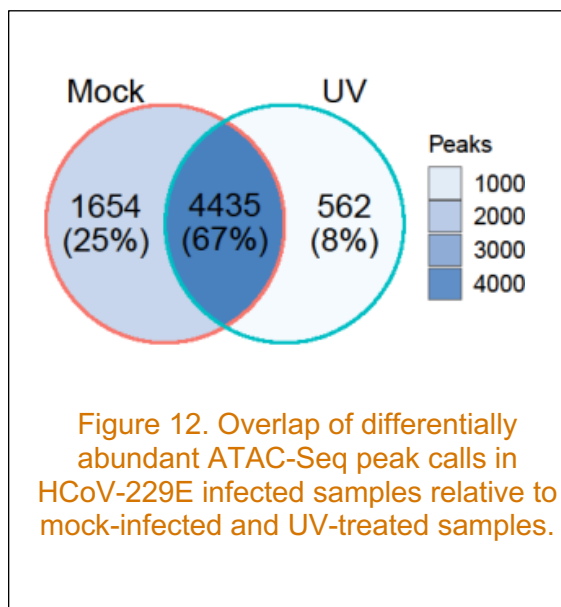 Mock UV
Peaks
1654 4435 562
(25%) (67%) (8%)
1000
2000
3000
4000
Figure 12. Overlap of differentially
abundant ATAC-Seq peak calls in
HCoV-229E infected samples relative to
mock-infected and UV-treated samples.